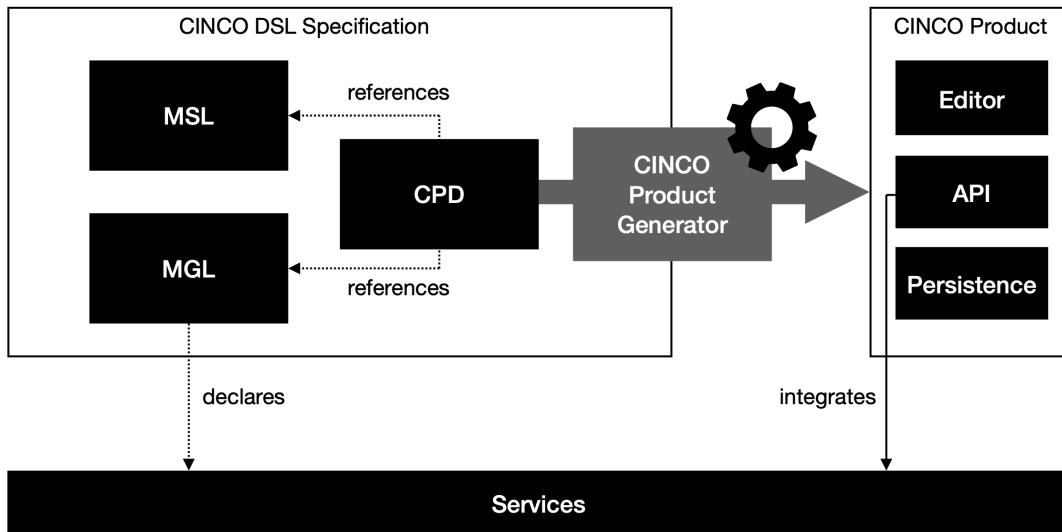 CINCO DSL Specification
CINCO Product
MSL
references
CPD
MGL
references
CINCO
Product
Generator
Editor
API
Persistence
declares
integrates
Services